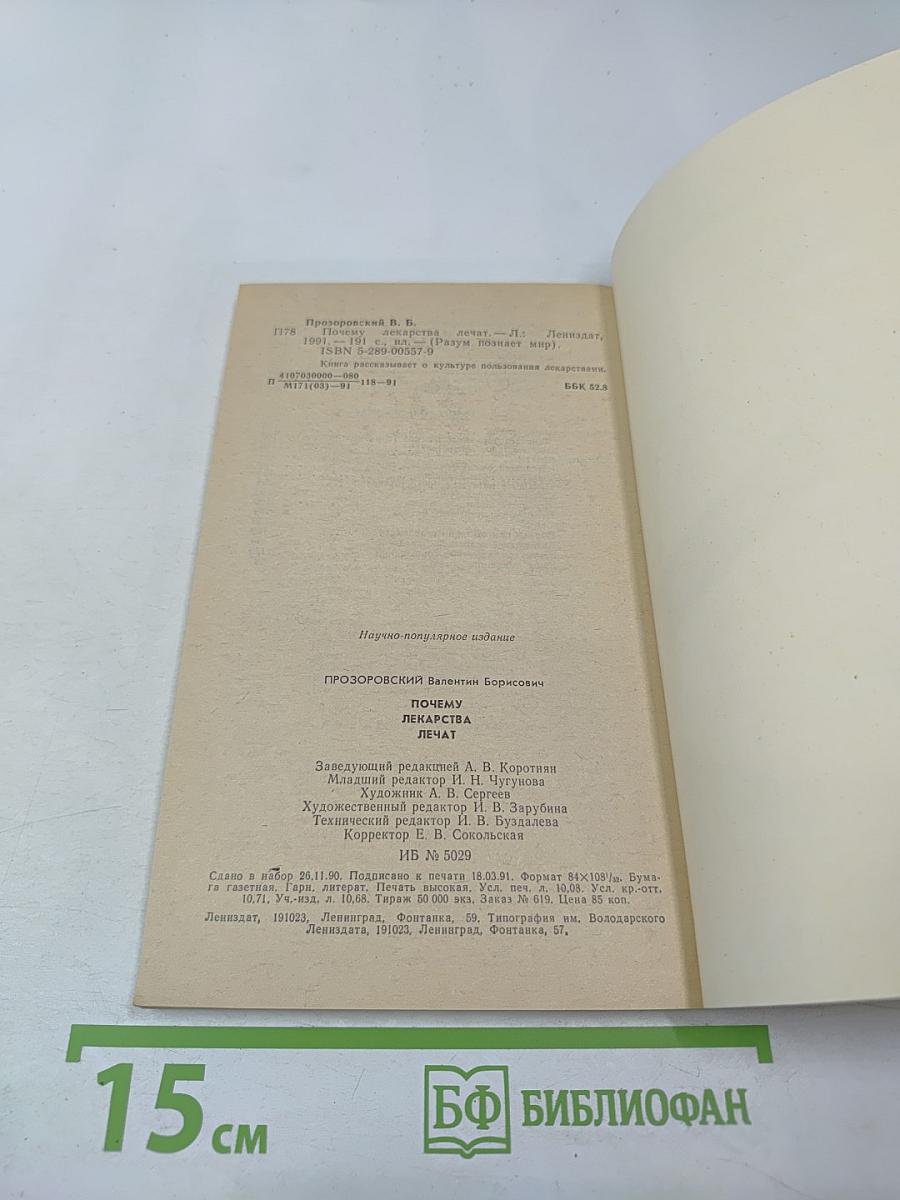 Прозоровский В. Б.
П78 Почему лекарства лечат. — Л.: Лениздат,
1991. — 191 с., ил. — (Разум познает мир).
ISBN 5-289-00557-9
Книга рассказывает о культуре пользования лекарствами.
П 4107030000—080
М171(03)—91 118—91 ББК 52.8
Научно-популярное издание
ПРОЗОРОВСКИЙ Валентин Борисович
ПОЧЕМУ
ЛЕКАРСТВА
ЛЕЧАТ
Заведующий редакцией А. В. Коротнян
Младший редактор И. Н. Чугунова
Художник А. В. Сергеев
Художественный редактор И. В. Зарубина
Технический редактор И. В. Буздалева
Корректор Е. В. Сокольская
ИБ № 5029
Сдано в набор 26.11.90. Подписано к печати 18.03.91. Формат 84×108¹/₃₂. Бума-
га газетная. Гарн. литерат. Печать высокая. Усл. печ. л. 10,08. Усл. кр.-отт.
10,71. Уч.-изд. л. 10,68. Тираж 50 000 экз. Заказ № 619. Цена 85 коп.
Лениздат, 191023, Ленинград, Фонтанка, 59. Типография им. Володарского
Лениздата, 191023, Ленинград, Фонтанка, 57.
15 см БФ БИБЛИОФАН